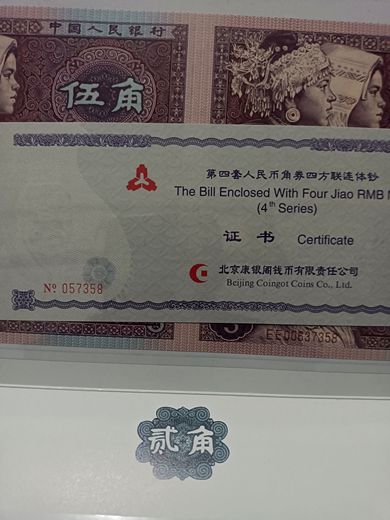 中国人民银行
伍角
第四套人民币角券四方联连体钞
The Bill Enclosed With Four Jiao RMB
(4th Series)
证书 Certificate
北京康银阁钱币有限责任公司
Beijing Coingot Coins Co., Ltd.
Nº 057358
5
EE00637358
贰角